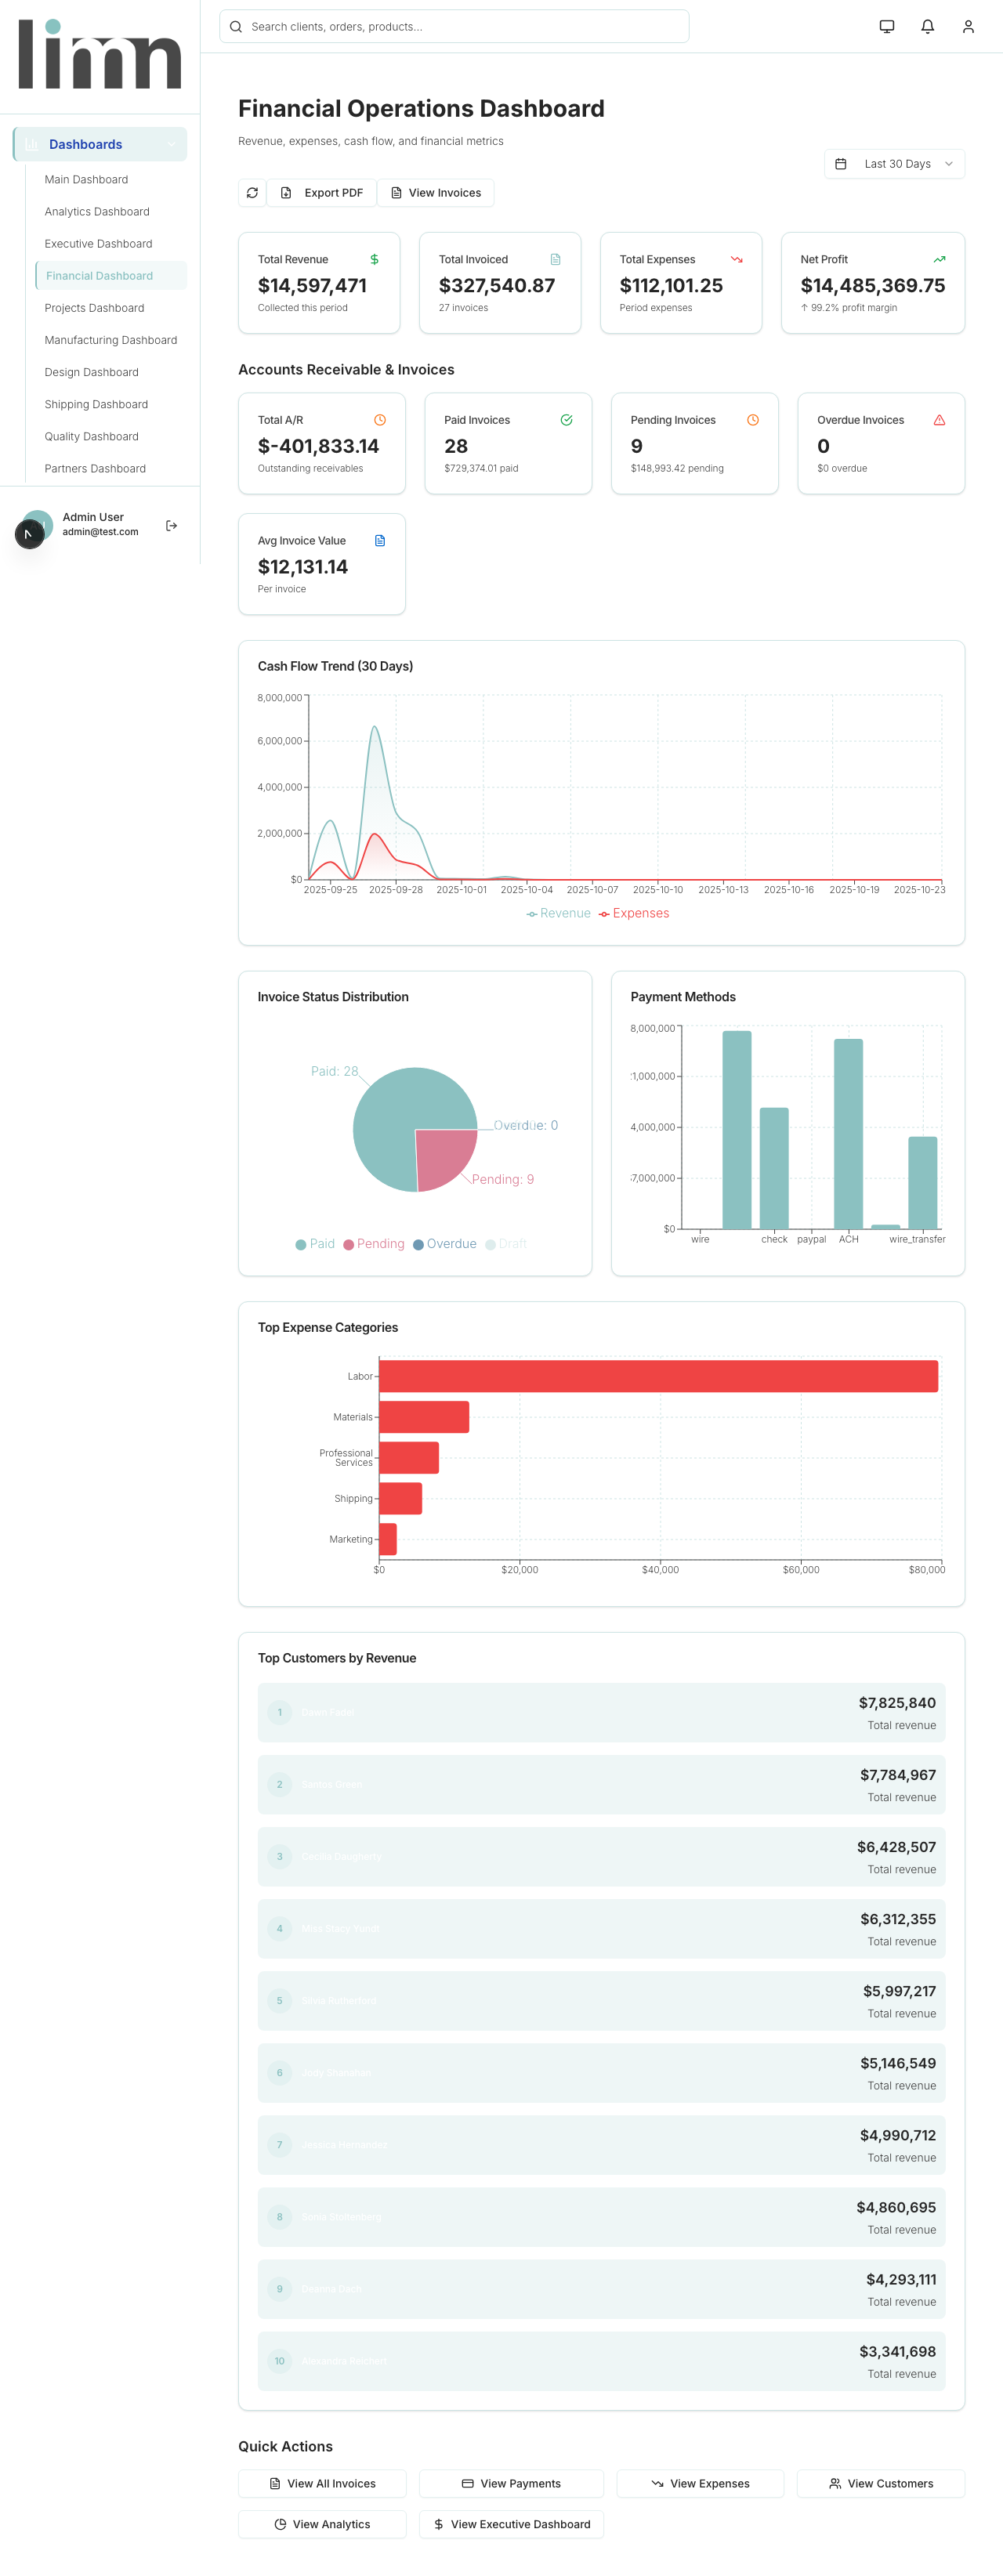 limn
Search clients, orders, products...
Dashboards
Main Dashboard
Analytics Dashboard
Executive Dashboard
Financial Dashboard
Projects Dashboard
Manufacturing Dashboard
Design Dashboard
Shipping Dashboard
Quality Dashboard
Partners Dashboard
Admin User
admin@test.com
Financial Operations Dashboard
Revenue, expenses, cash flow, and financial metrics
Last 30 Days
Export PDF
View Invoices
Total Revenue
$14,597,471
Collected this period
Total Invoiced
$327,540.87
27 invoices
Total Expenses
$112,101.25
Period expenses
Net Profit
$14,485,369.75
↑ 99.2% profit margin
Accounts Receivable & Invoices
Total A/R
$-401,833.14
Outstanding receivables
Paid Invoices
28
$729,374.01 paid
Pending Invoices
9
$148,993.42 pending
Overdue Invoices
0
$0 overdue
Avg Invoice Value
$12,131.14
Per invoice
Cash Flow Trend (30 Days)
8,000,000
6,000,000
4,000,000
2,000,000
$0
2025-09-25 2025-09-28 2025-10-01 2025-10-04 2025-10-07 2025-10-10 2025-10-13 2025-10-16 2025-10-19 2025-10-23
Revenue Expenses
Invoice Status Distribution
Paid: 28
Overdue: 0
Pending: 9
Paid Pending Overdue Draft
Payment Methods
8,000,000
1,000,000
4,000,000
7,000,000
$0
wire check paypal ACH wire_transfer
Top Expense Categories
Labor
Materials
Professional
Services
Shipping
Marketing
$0 $20,000 $40,000 $60,000 $80,000
Top Customers by Revenue
1
$7,825,840
Total revenue
2
$7,784,967
Total revenue
3
$6,428,507
Total revenue
4
$6,312,355
Total revenue
5
$5,997,217
Total revenue
6
$5,146,549
Total revenue
7
$4,990,712
Total revenue
8
$4,860,695
Total revenue
9
$4,293,111
Total revenue
10
$3,341,698
Total revenue
Quick Actions
View All Invoices
View Payments
View Expenses
View Customers
View Analytics
View Executive Dashboard